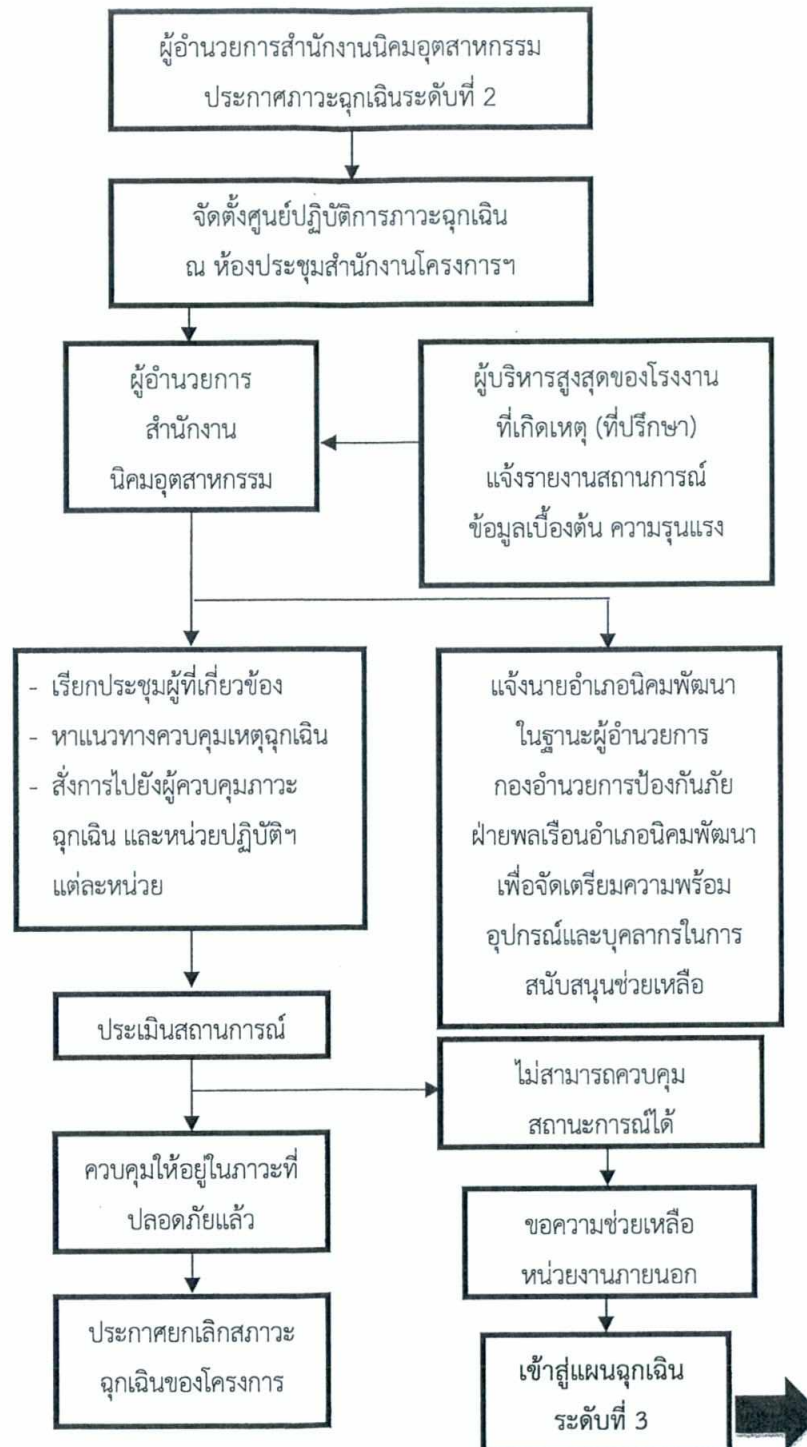 ผู้อำนวยการสำนักงานนิคมอุตสาหกรรม
ประกาศภาวะฉุกเฉินระดับที่ 2
จัดตั้งศูนย์ปฏิบัติการภาวะฉุกเฉิน
ณ ห้องประชุมสำนักงานโครงการฯ
ผู้อำนวยการ
สำนักงาน
นิคมอุตสาหกรรม
ผู้บริหารสูงสุดของโรงงาน
ที่เกิดเหตุ (ที่ปรึกษา)
แจ้งรายงานสถานการณ์
ข้อมูลเบื้องต้น ความรุนแรง
- เรียกประชุมผู้ที่เกี่ยวข้อง
- หาแนวทางควบคุมเหตุฉุกเฉิน
- สั่งการไปยังผู้ควบคุมภาวะ
ฉุกเฉิน และหน่วยปฏิบัติฯ
แต่ละหน่วย
แจ้งนายอำเภอนิคมพัฒนา
ในฐานะผู้อำนวยการ
กองอำนวยการป้องกันภัย
ฝ่ายพลเรือนอำเภอนิคมพัฒนา
เพื่อจัดเตรียมความพร้อม
อุปกรณ์และบุคลากรในการ
สนับสนุนช่วยเหลือ
ประเมินสถานการณ์
ไม่สามารถควบคุม
สถานะการณ์ได้
ควบคุมให้อยู่ในภาวะที่
ปลอดภัยแล้ว
ขอความช่วยเหลือ
หน่วยงานภายนอก
ประกาศยกเลิกสภาวะ
ฉุกเฉินของโครงการ
เข้าสู่แผนฉุกเฉิน
ระดับที่ 3